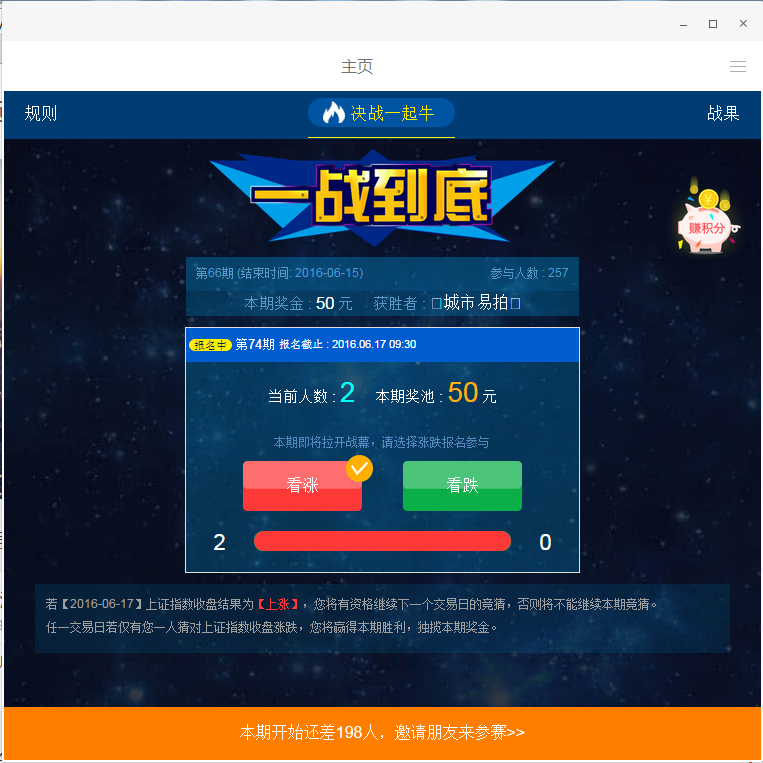 主页
规则
决战一起牛
战果
一战到底
¥
赚积分
第66期 (结束时间: 2016-06-15)
参与人数 : 257
本期奖金 : 50 元 获胜者 : 城市易拍
报名中 第74期 报名截止 : 2016.06.17 09:30
当前人数 : 2 本期奖池 : 50 元
本期即将拉开战幕，请选择涨跌报名参与
看涨
看跌
2
0
若【2016-06-17】上证指数收盘结果为【上涨】，您将有资格继续下一个交易日的竞猜，否则将不能继续本期竞猜。
任一交易日若仅有您一人猜对上证指数收盘涨跌，您将赢得本期胜利，独揽本期奖金。
本期开始还差198人，邀请朋友来参赛>>